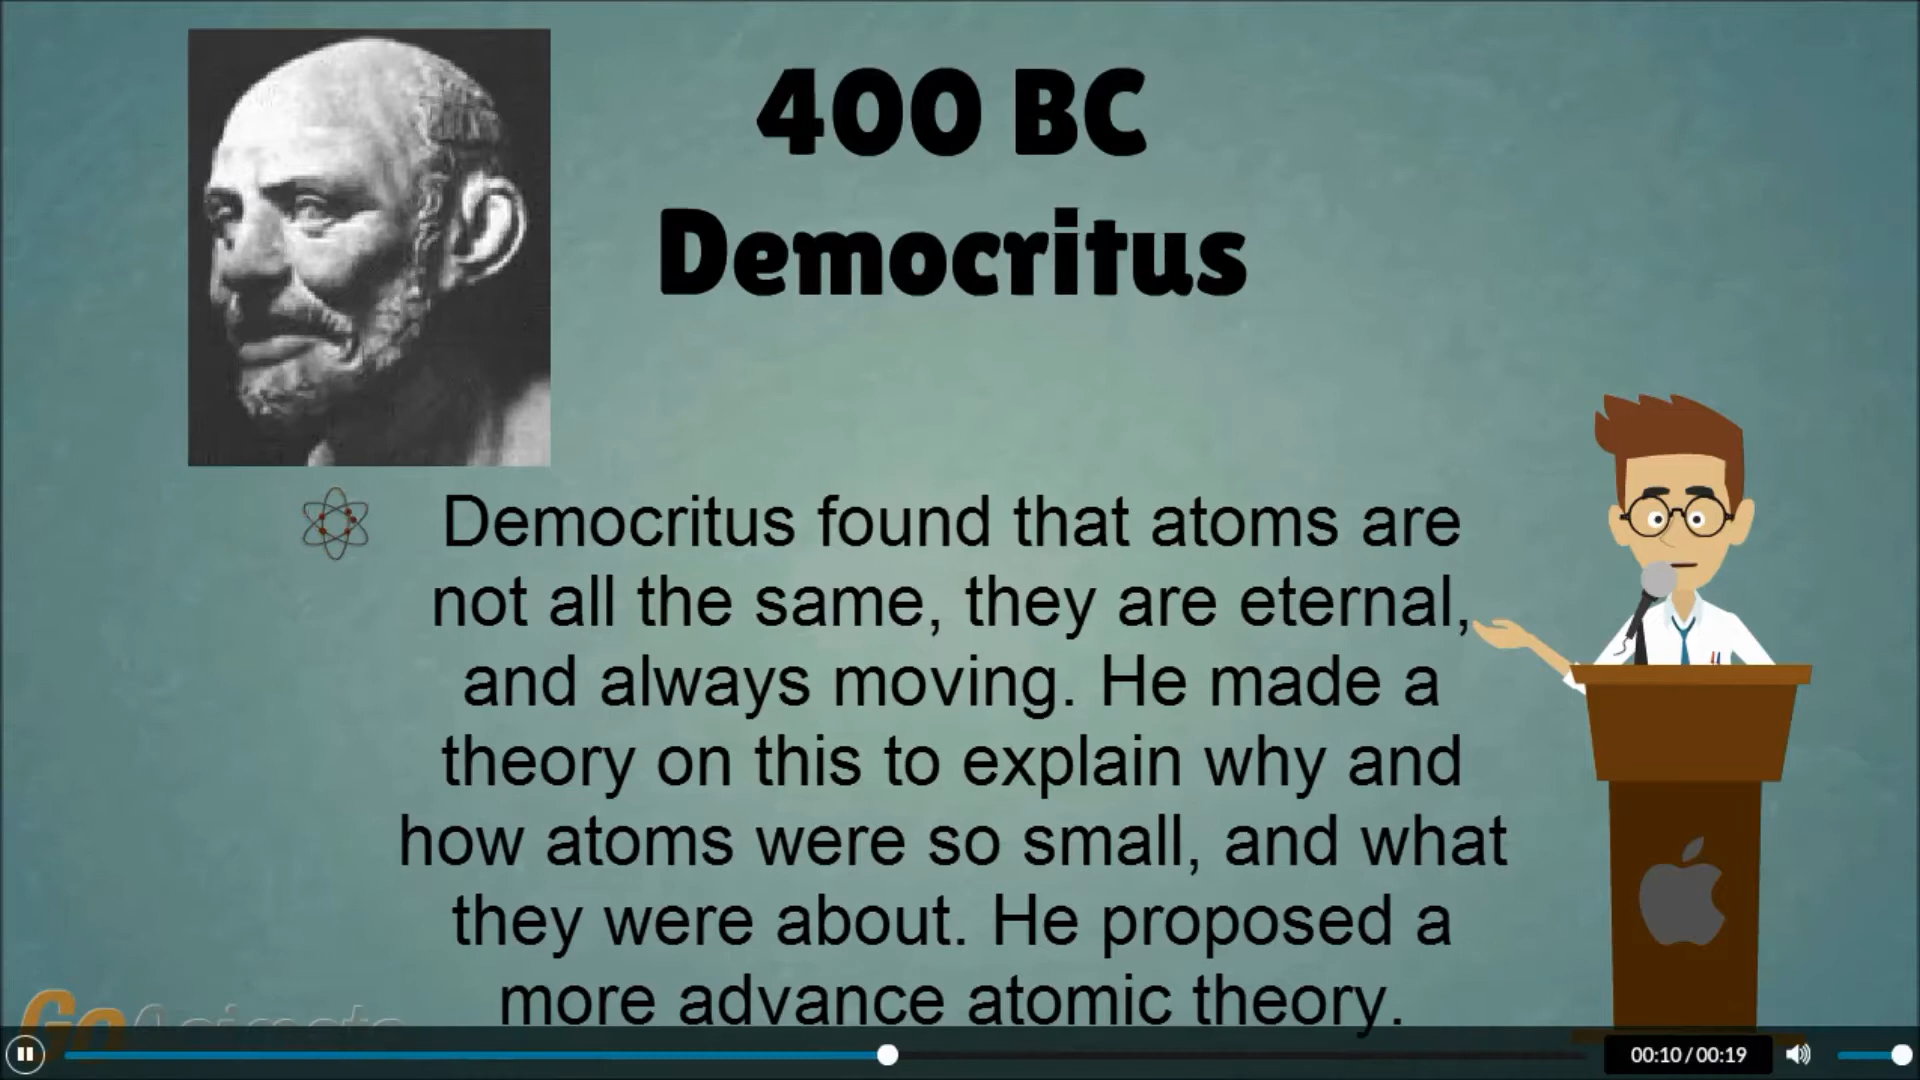 400 BC
Democritus
Democritus found that atoms are
not all the same, they are eternal,
and always moving. He made a
theory on this to explain why and
how atoms were so small, and what
they were about. He proposed a
more advance atomic theory.
GoAnimate
00:10 / 00:19